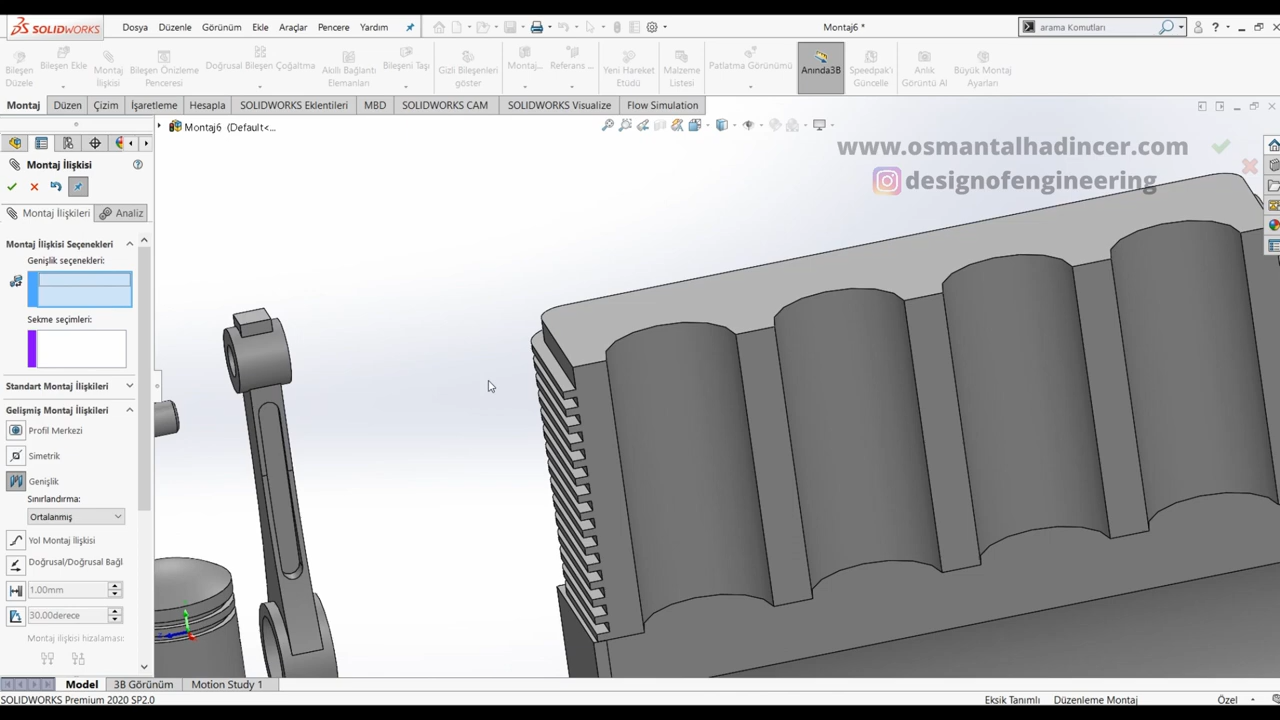 SOLIDWORKS
Dosya Düzenle Görünüm Ekle Araçlar Pencere Yardım
Montaj6 *
arama Komutları
Bileşen Düzele
Bileşen Ekle
Montaj İlişkisi
Bileşen Önizleme Penceresi
Doğrusal Bileşen Çoğaltma
Akıllı Bağlantı Elemanları
Bileşeni Taşı
Gizli Bileşenleri göster
Montaj...
Referans ...
Yeni Hareket Etüdü
Malzeme Listesi
Patlatma Görünümü
Anında3B
Speedpak'ı Güncelle
Anlık Görüntü Al
Büyük Montaj Ayarları
Montaj Düzen Çizim İşaretleme Hesapla SOLIDWORKS Eklentileri MBD SOLIDWORKS CAM SOLIDWORKS Visualize Flow Simulation
Montaj6 (Default<...
www.osmantalhadincer.com
designofengineering
Montaj İlişkisi
Montaj İlişkileri Analiz
Montaj İlişkisi Seçenekleri
Genişlik seçenekleri:
Sekme seçimleri:
Standart Montaj İlişkileri
Gelişmiş Montaj İlişkileri
Profil Merkezi
Simetrik
Genişlik
Sınırlandırma:
Ortalanmış
Yol Montaj İlişkisi
Doğrusal/Doğrusal Bağl
1.00mm
30.00derece
Montaj ilişkisi hizalaması:
Model 3B Görünüm Motion Study 1
SOLIDWORKS Premium 2020 SP2.0
Eksik Tanımlı Düzenleme Montaj Özel